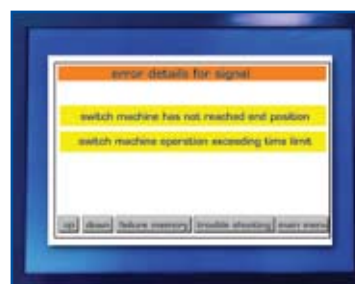 error details for signal
switch machine has not reached end position
switch machine operation exceeding time limit
up down failure memory trouble shooting main menu